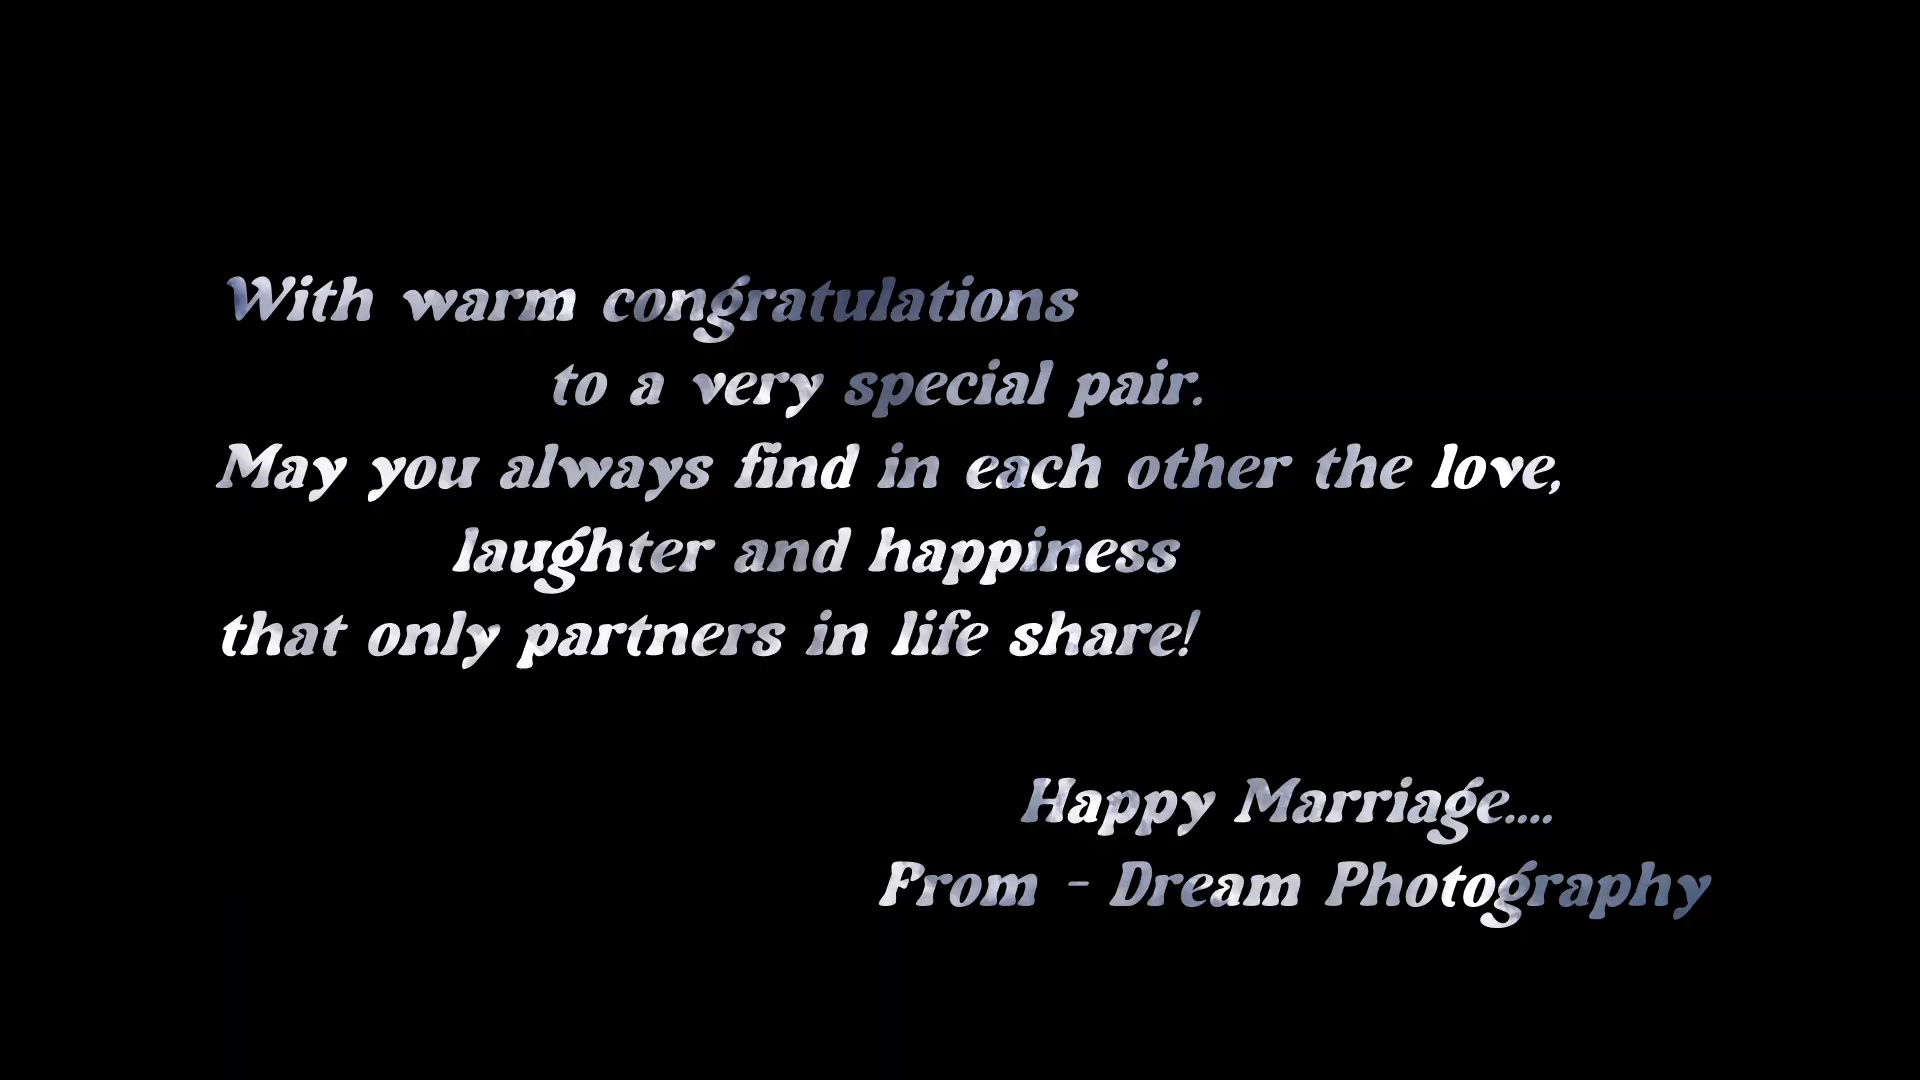 With warm congratulations
to a very special pair.
May you always find in each other the love,
laughter and happiness
that only partners in life share!
Happy Marriage....
From - Dream Photography